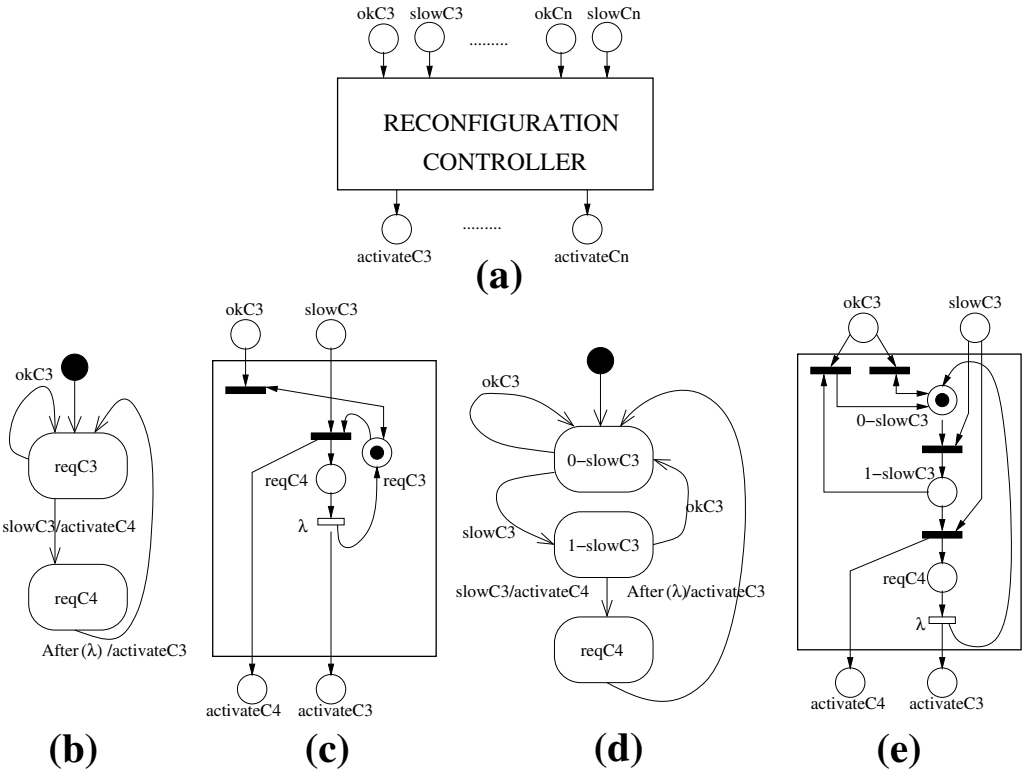 okC3 slowC3 okCn slowCn
.........
RECONFIGURATION
CONTROLLER
.........
activateC3 activateCn
(a)
okC3
reqC3
slowC3/activateC4
reqC4
After (λ) /activateC3
(b)
okC3 slowC3
reqC4 reqC3
λ
activateC4 activateC3
(c)
okC3
0−slowC3
slowC3 okC3
1−slowC3
slowC3/activateC4 After (λ)/activateC3
reqC4
(d)
okC3 slowC3
0−slowC3
1−slowC3
reqC4
λ
activateC4 activateC3
(e)